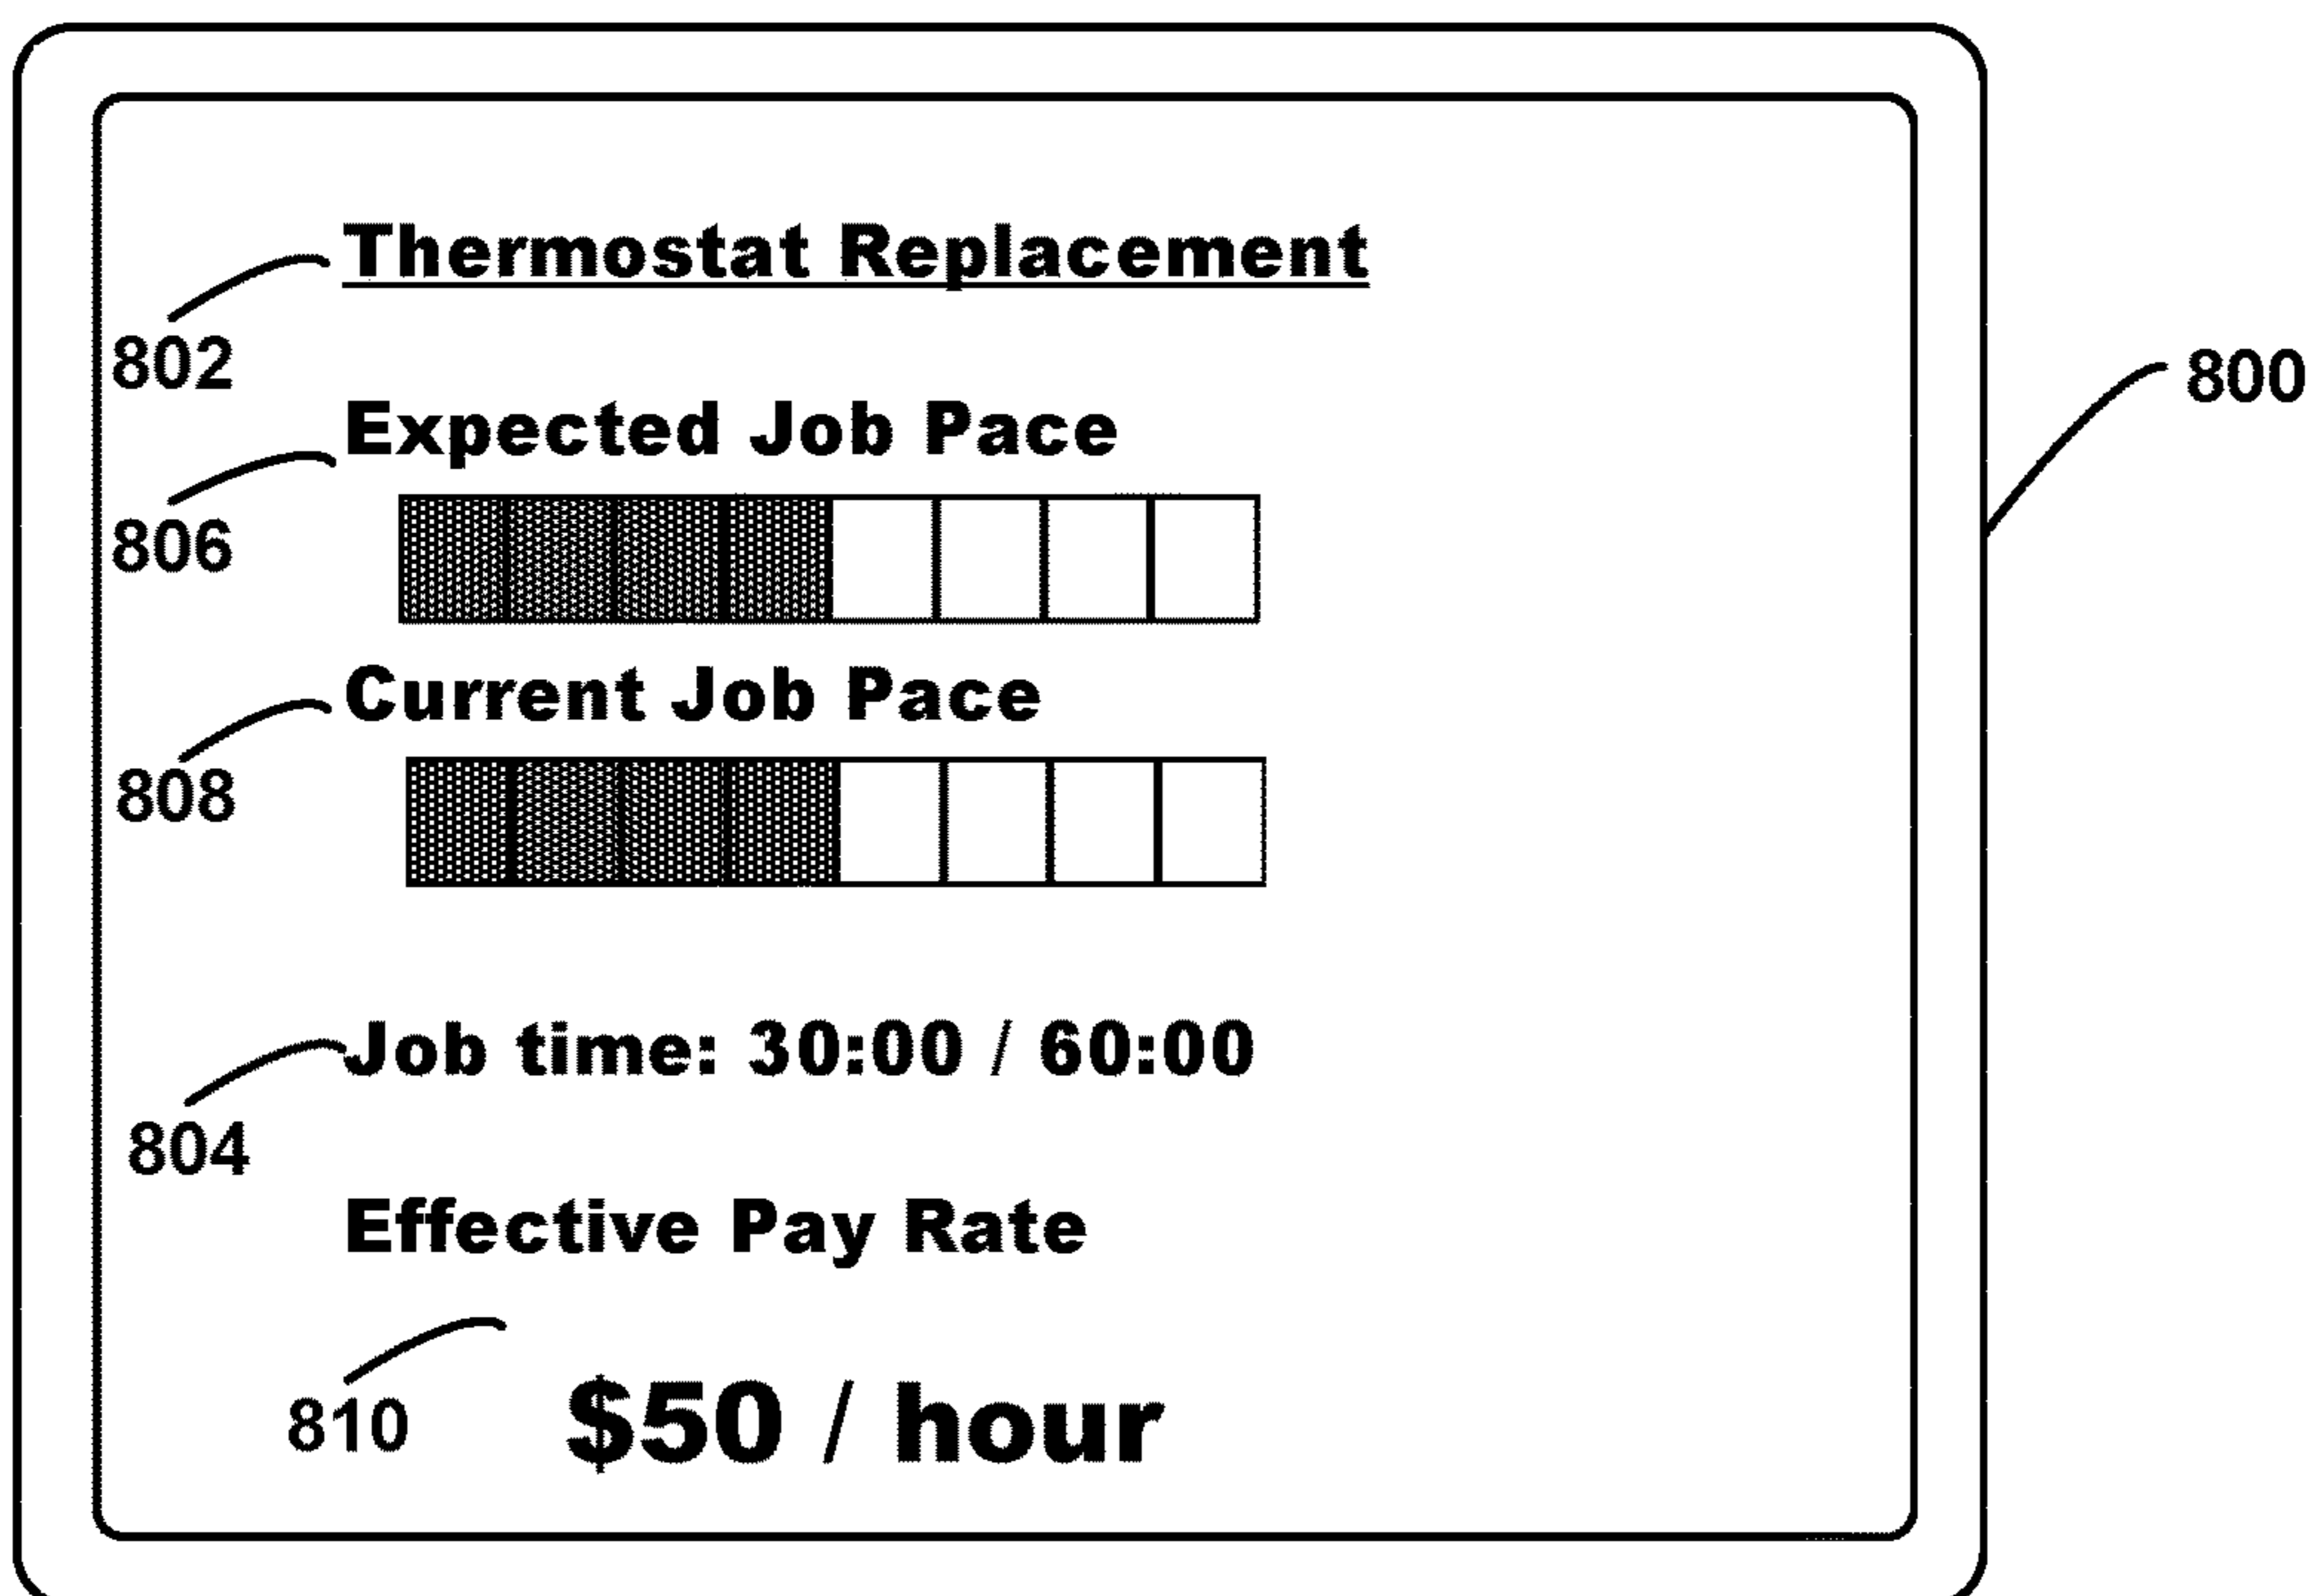 Thermostat Replacement
802
800
Expected Job Pace
806
Current Job Pace
808
Job time: 30:00 / 60:00
804
Effective Pay Rate
810
$50 / hour